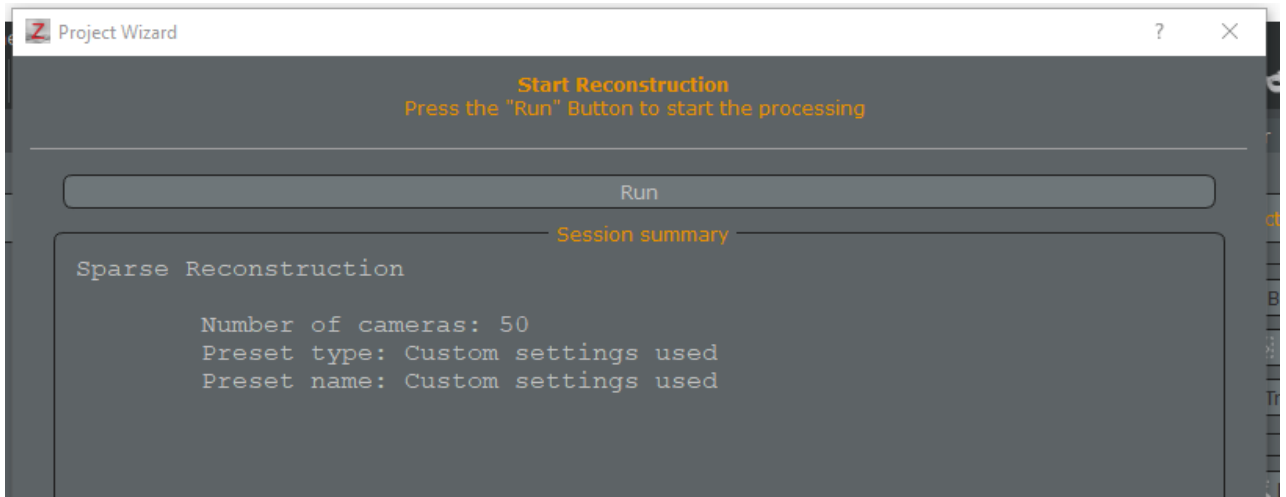 Project Wizard
Start Reconstruction
Press the "Run" Button to start the processing
Run
Session summary
Sparse Reconstruction
Number of cameras: 50
Preset type: Custom settings used
Preset name: Custom settings used